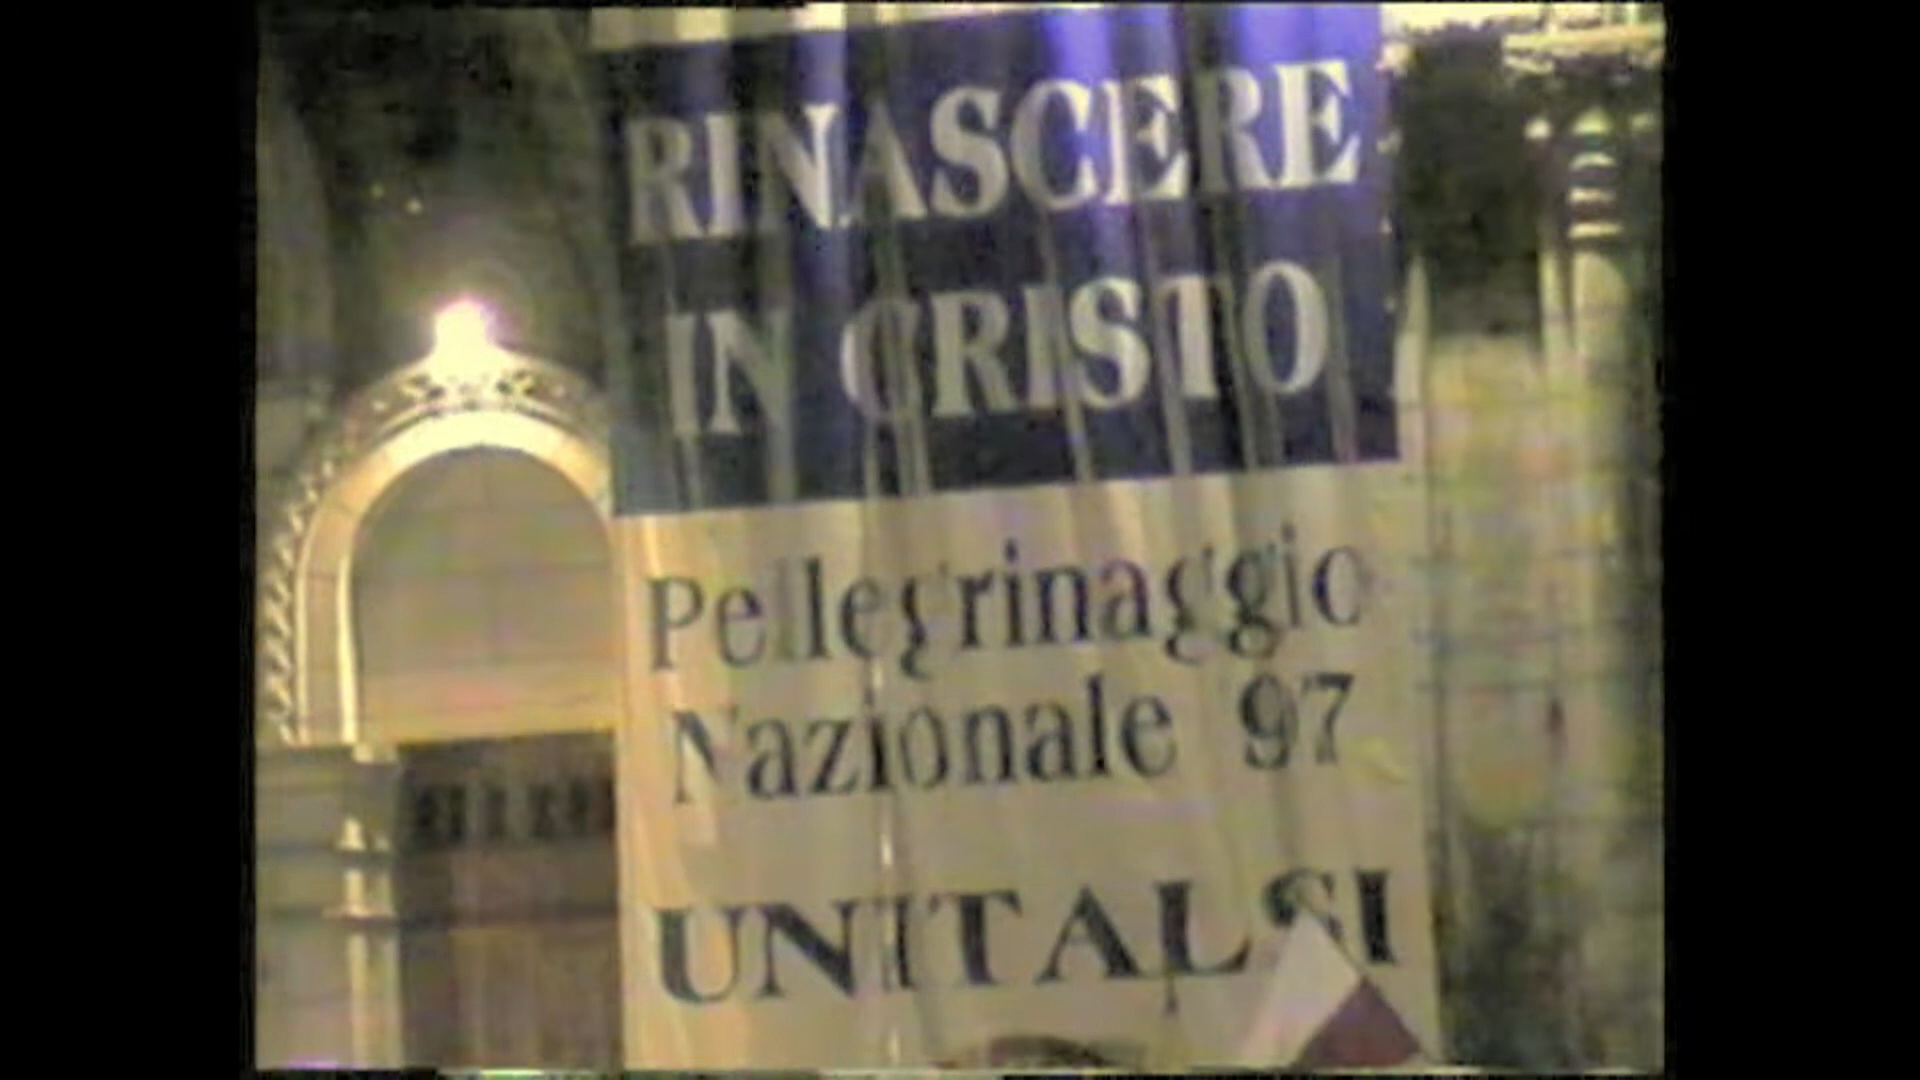 RINASCERE
IN CRISTO
Pellegrinaggio
Nazionale '97
UNITALSI